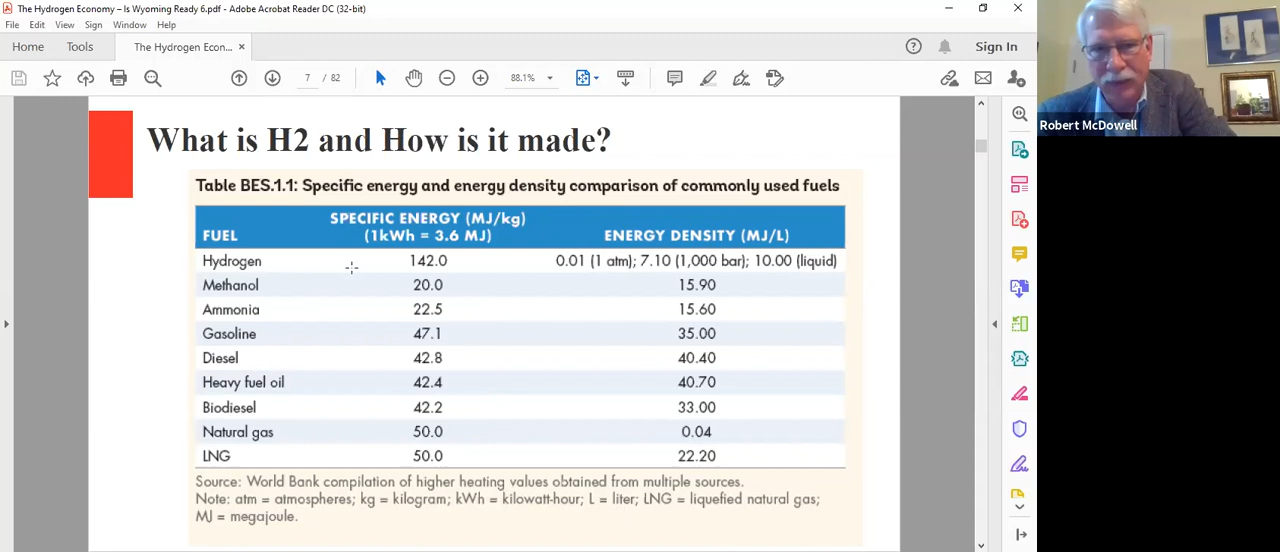 The Hydrogen Economy – Is Wyoming Ready 6.pdf - Adobe Acrobat Reader DC (32-bit)
File Edit View Sign Window Help
Home Tools The Hydrogen Econ... × Sign In
7 / 82 88.1%
What is H2 and How is it made?
Table BES.1.1: Specific energy and energy density comparison of commonly used fuels
FUEL SPECIFIC ENERGY (MJ/kg) (1kWh = 3.6 MJ) ENERGY DENSITY (MJ/L)
Hydrogen 142.0 0.01 (1 atm); 7.10 (1,000 bar); 10.00 (liquid)
Methanol 20.0 15.90
Ammonia 22.5 15.60
Gasoline 47.1 35.00
Diesel 42.8 40.40
Heavy fuel oil 42.4 40.70
Biodiesel 42.2 33.00
Natural gas 50.0 0.04
LNG 50.0 22.20
Source: World Bank compilation of higher heating values obtained from multiple sources.
Note: atm = atmospheres; kg = kilogram; kWh = kilowatt-hour; L = liter; LNG = liquefied natural gas;
MJ = megajoule.
Robert McDowell